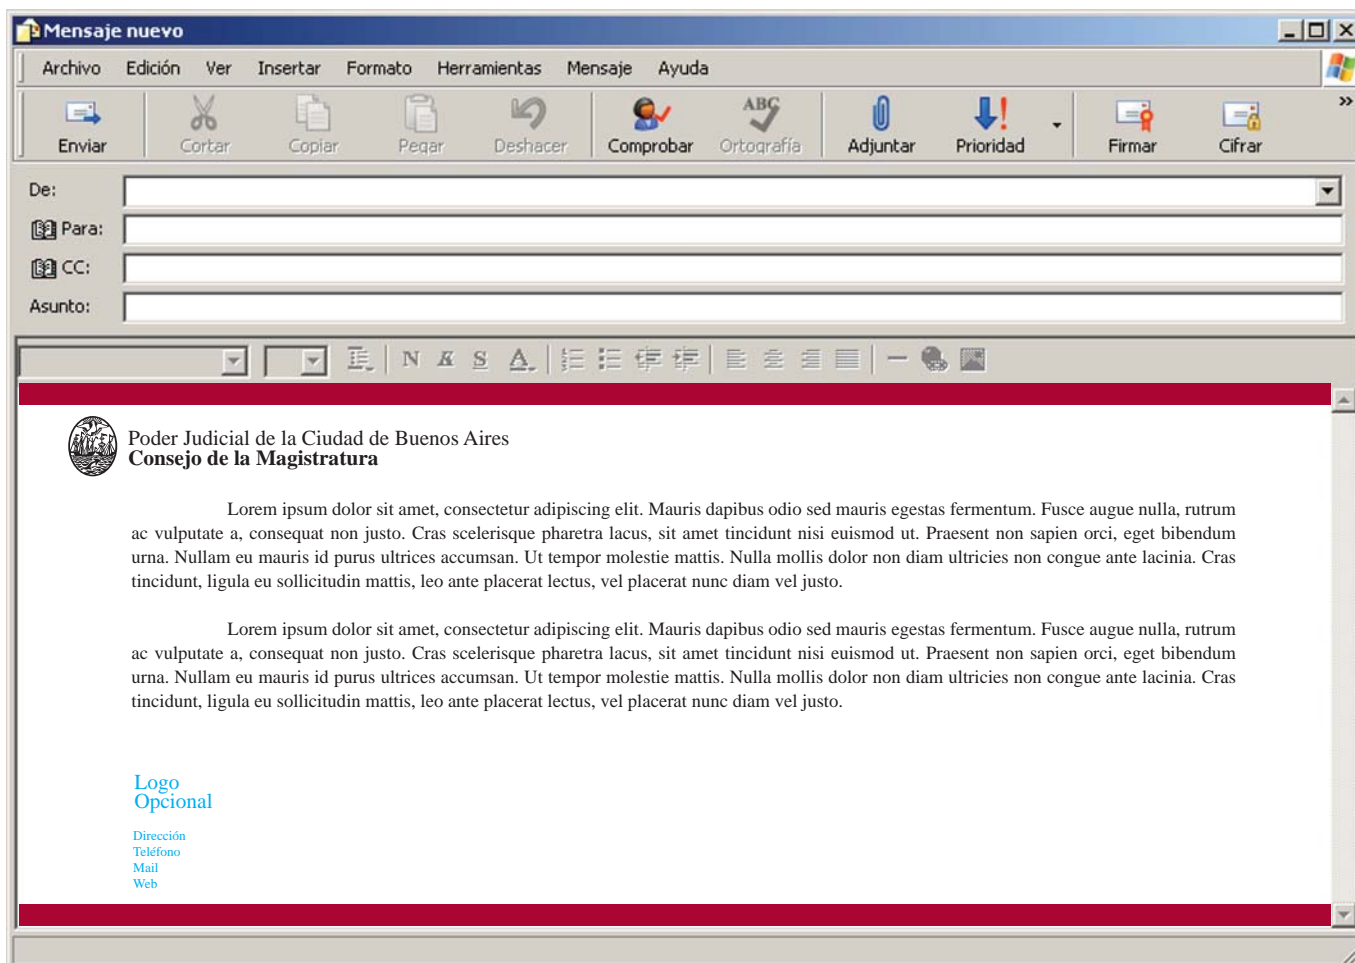 Mensaje nuevo
Archivo Edición Ver Insertar Formato Herramientas Mensaje Ayuda
ABC
Enviar Cortar Copiar Pegar Deshacer Comprobar Ortografía Adjuntar Prioridad Firmar Cifrar
De:
Para:
CC:
Asunto:
N K S A
Poder Judicial de la Ciudad de Buenos Aires
Consejo de la Magistratura
Lorem ipsum dolor sit amet, consectetur adipiscing elit. Mauris dapibus odio sed mauris egestas fermentum. Fusce augue nulla, rutrum
ac vulputate a, consequat non justo. Cras scelerisque pharetra lacus, sit amet tincidunt nisi euismod ut. Praesent non sapien orci, eget bibendum
urna. Nullam eu mauris id purus ultrices accumsan. Ut tempor molestie mattis. Nulla mollis dolor non diam ultricies non congue ante lacinia. Cras
tincidunt, ligula eu sollicitudin mattis, leo ante placerat lectus, vel placerat nunc diam vel justo.
Lorem ipsum dolor sit amet, consectetur adipiscing elit. Mauris dapibus odio sed mauris egestas fermentum. Fusce augue nulla, rutrum
ac vulputate a, consequat non justo. Cras scelerisque pharetra lacus, sit amet tincidunt nisi euismod ut. Praesent non sapien orci, eget bibendum
urna. Nullam eu mauris id purus ultrices accumsan. Ut tempor molestie mattis. Nulla mollis dolor non diam ultricies non congue ante lacinia. Cras
tincidunt, ligula eu sollicitudin mattis, leo ante placerat lectus, vel placerat nunc diam vel justo.
Logo
Opcional
Dirección
Teléfono
Mail
Web